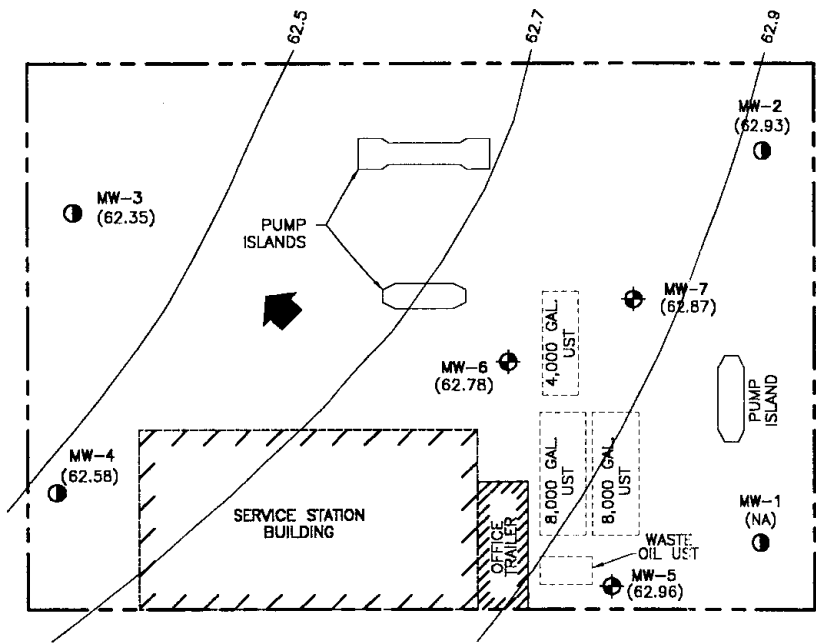 62.5
62.7
62.9
MW-2
(62.93)
MW-3
(62.35)
PUMP
ISLANDS
MW-7
(62.87)
4,000 GAL.
UST
MW-6
(62.78)
PUMP
ISLAND
MW-4
(62.58)
8,000 GAL.
UST
8,000 GAL.
UST
MW-1
(NA)
SERVICE STATION
BUILDING
OFFICE
TRAILER
WASTE
OIL UST
MW-5
(62.96)